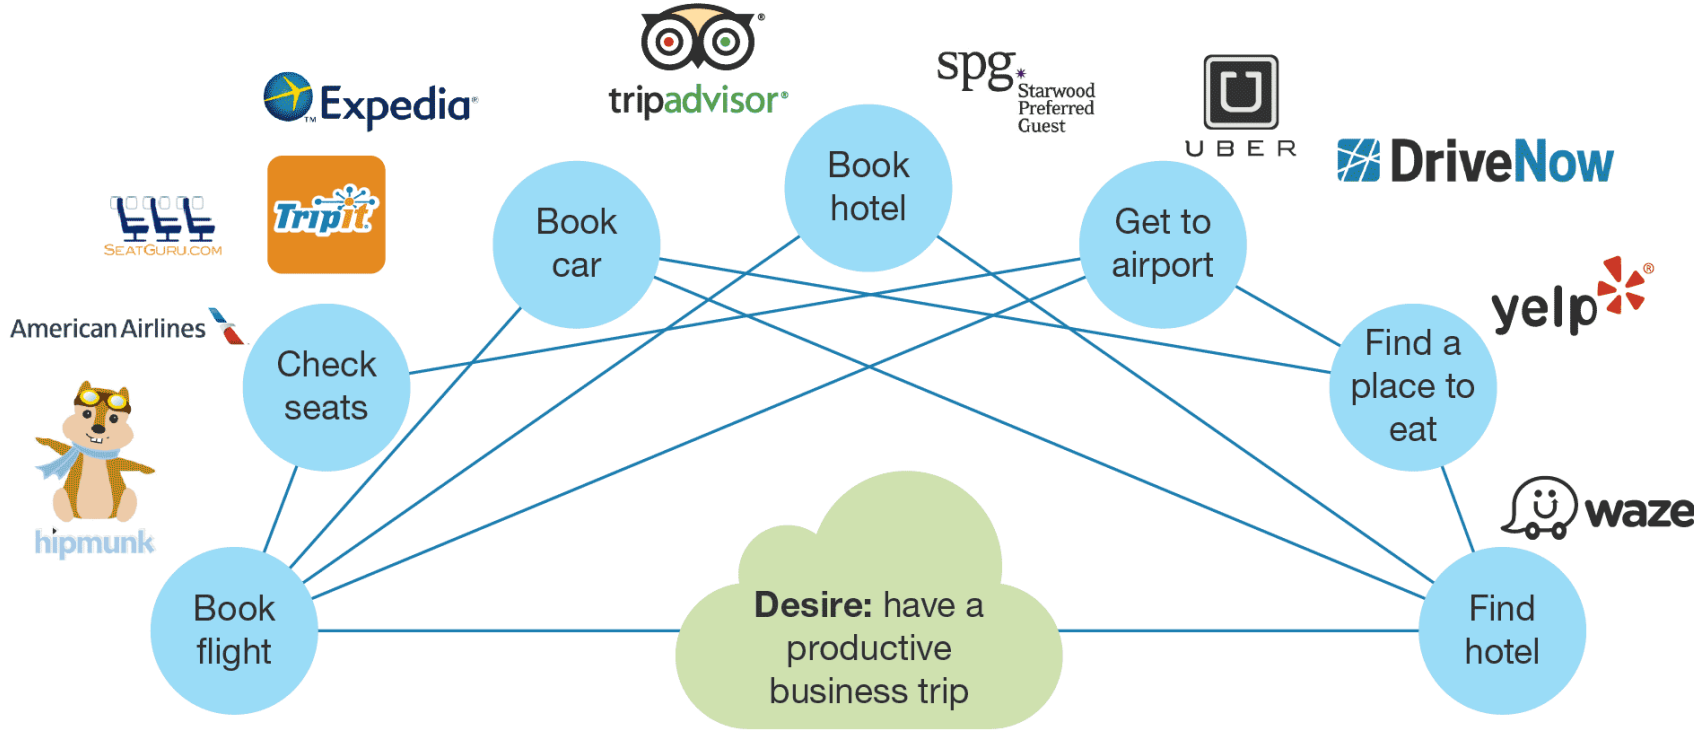 tripadvisor®
spg.
Starwood
Preferred
Guest
Expedia®
™
UBER
DriveNow
TripIt
SEATGURU.COM
American Airlines
hipmunk
yelp®
waze
Book
flight
Check
seats
Book
car
Book
hotel
Get to
airport
Find a
place to
eat
Find
hotel
Desire: have a
productive
business trip